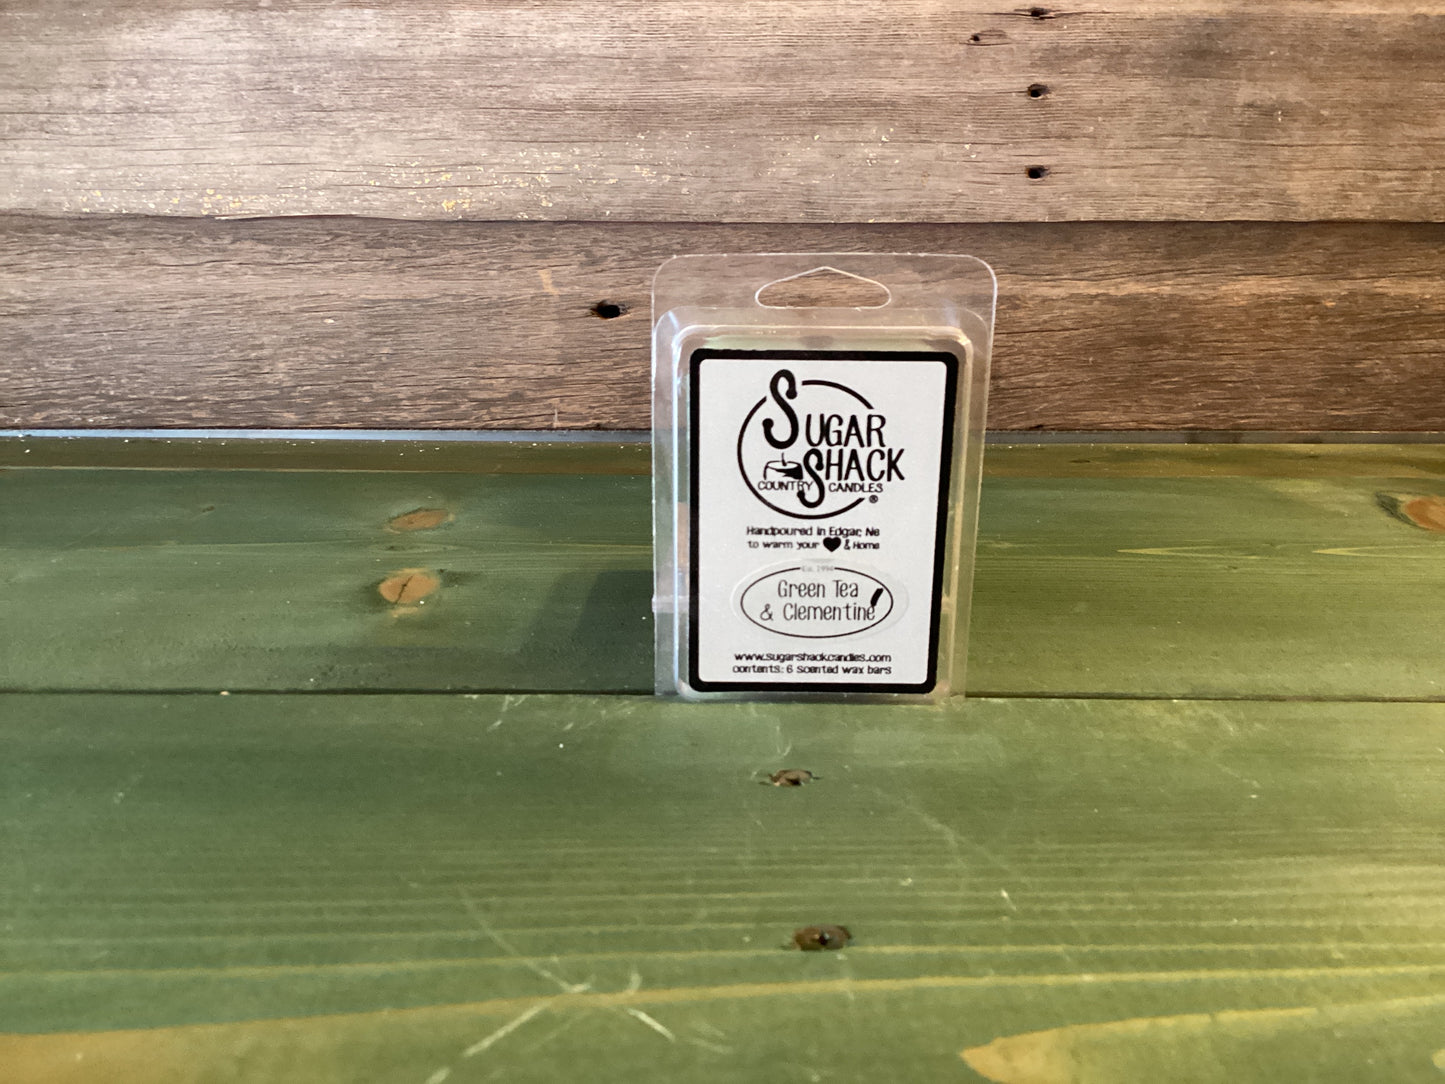 SUGAR
SHACK
COUNTRY CANDLES
®
Handpoured in Edgar, Ne
to warm your & Home
Est. 1994
Green Tea
& Clementine
www.sugarshackcandles.com
contents: 6 scented wax bars